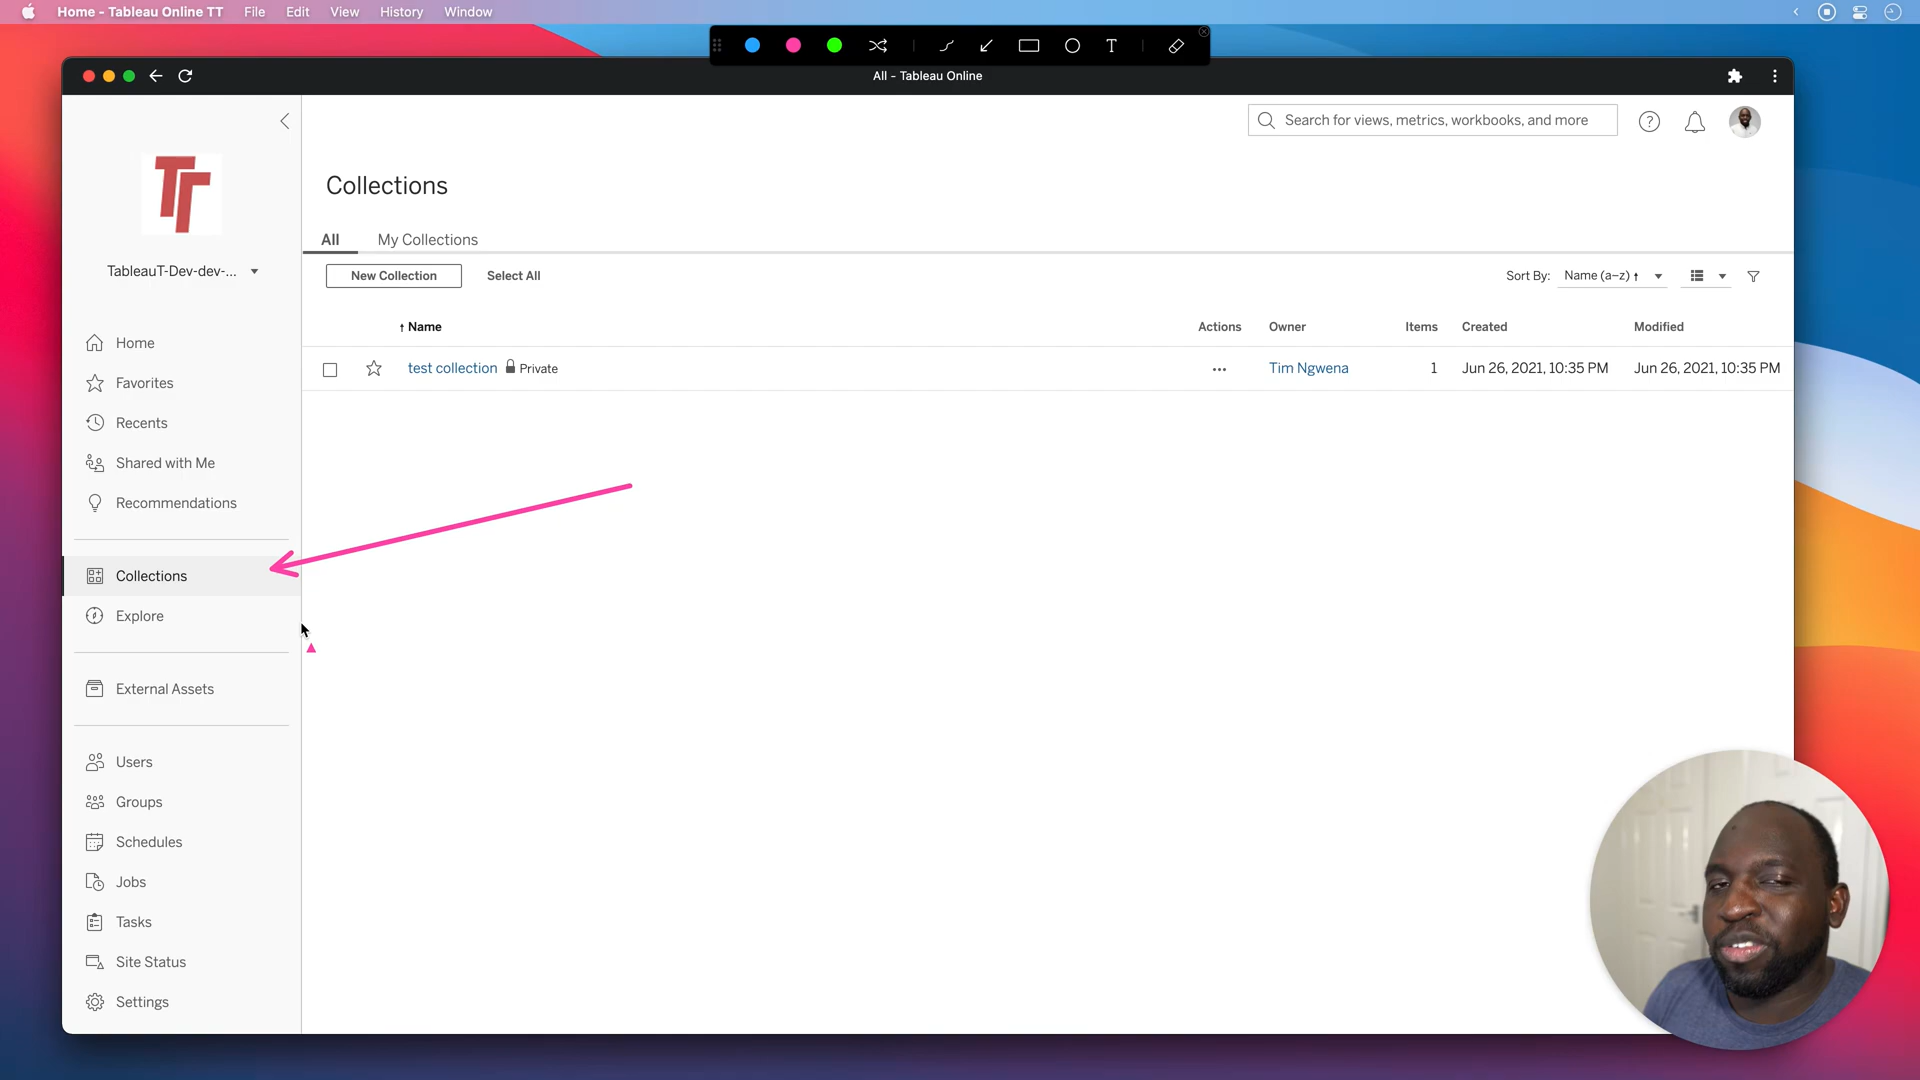 Home - Tableau Online TT File Edit View History Window
T
All - Tableau Online
Search for views, metrics, workbooks, and more
TT
TableauT-Dev-dev-...
Collections
All My Collections
New Collection Select All
Sort By: Name (a–z) ↑
↑ Name Actions Owner Items Created Modified
test collection Private ... Tim Ngwena 1 Jun 26, 2021, 10:35 PM Jun 26, 2021, 10:35 PM
Home
Favorites
Recents
Shared with Me
Recommendations
Collections
Explore
External Assets
Users
Groups
Schedules
Jobs
Tasks
Site Status
Settings